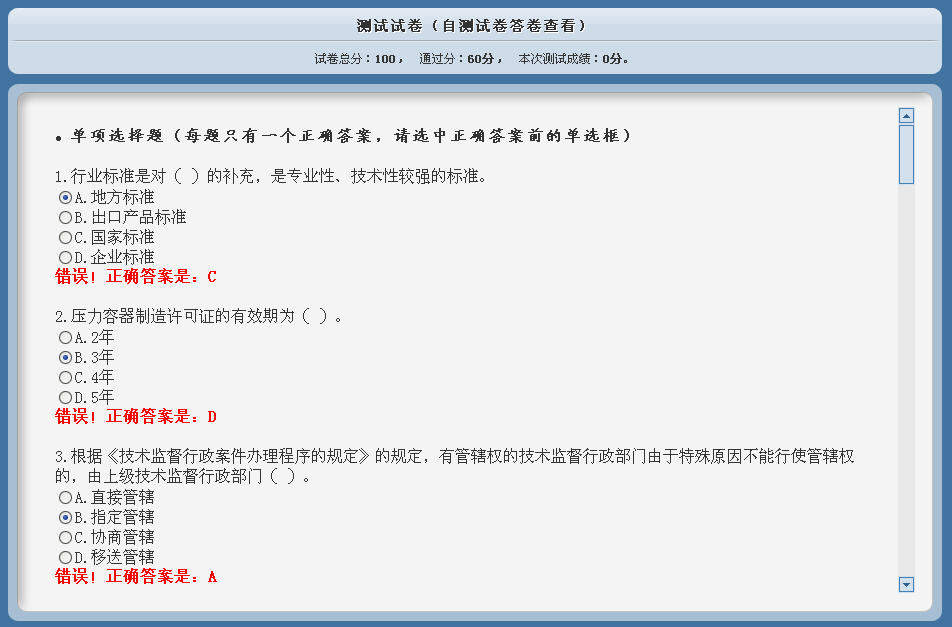 测试试卷（自测试卷答卷查看）
试卷总分：100， 通过分：60分， 本次测试成绩：0分。
● 单项选择题（每题只有一个正确答案，请选中正确答案前的单选框）
1.行业标准是对（ ）的补充，是专业性、技术性较强的标准。
A.地方标准
B.出口产品标准
C.国家标准
D.企业标准
错误! 正确答案是: C
2.压力容器制造许可证的有效期为（ ）。
A.2年
B.3年
C.4年
D.5年
错误! 正确答案是: D
3.根据《技术监督行政案件办理程序的规定》的规定，有管辖权的技术监督行政部门由于特殊原因不能行使管辖权
的，由上级技术监督行政部门（ ）。
A.直接管辖
B.指定管辖
C.协商管辖
D.移送管辖
错误! 正确答案是: A